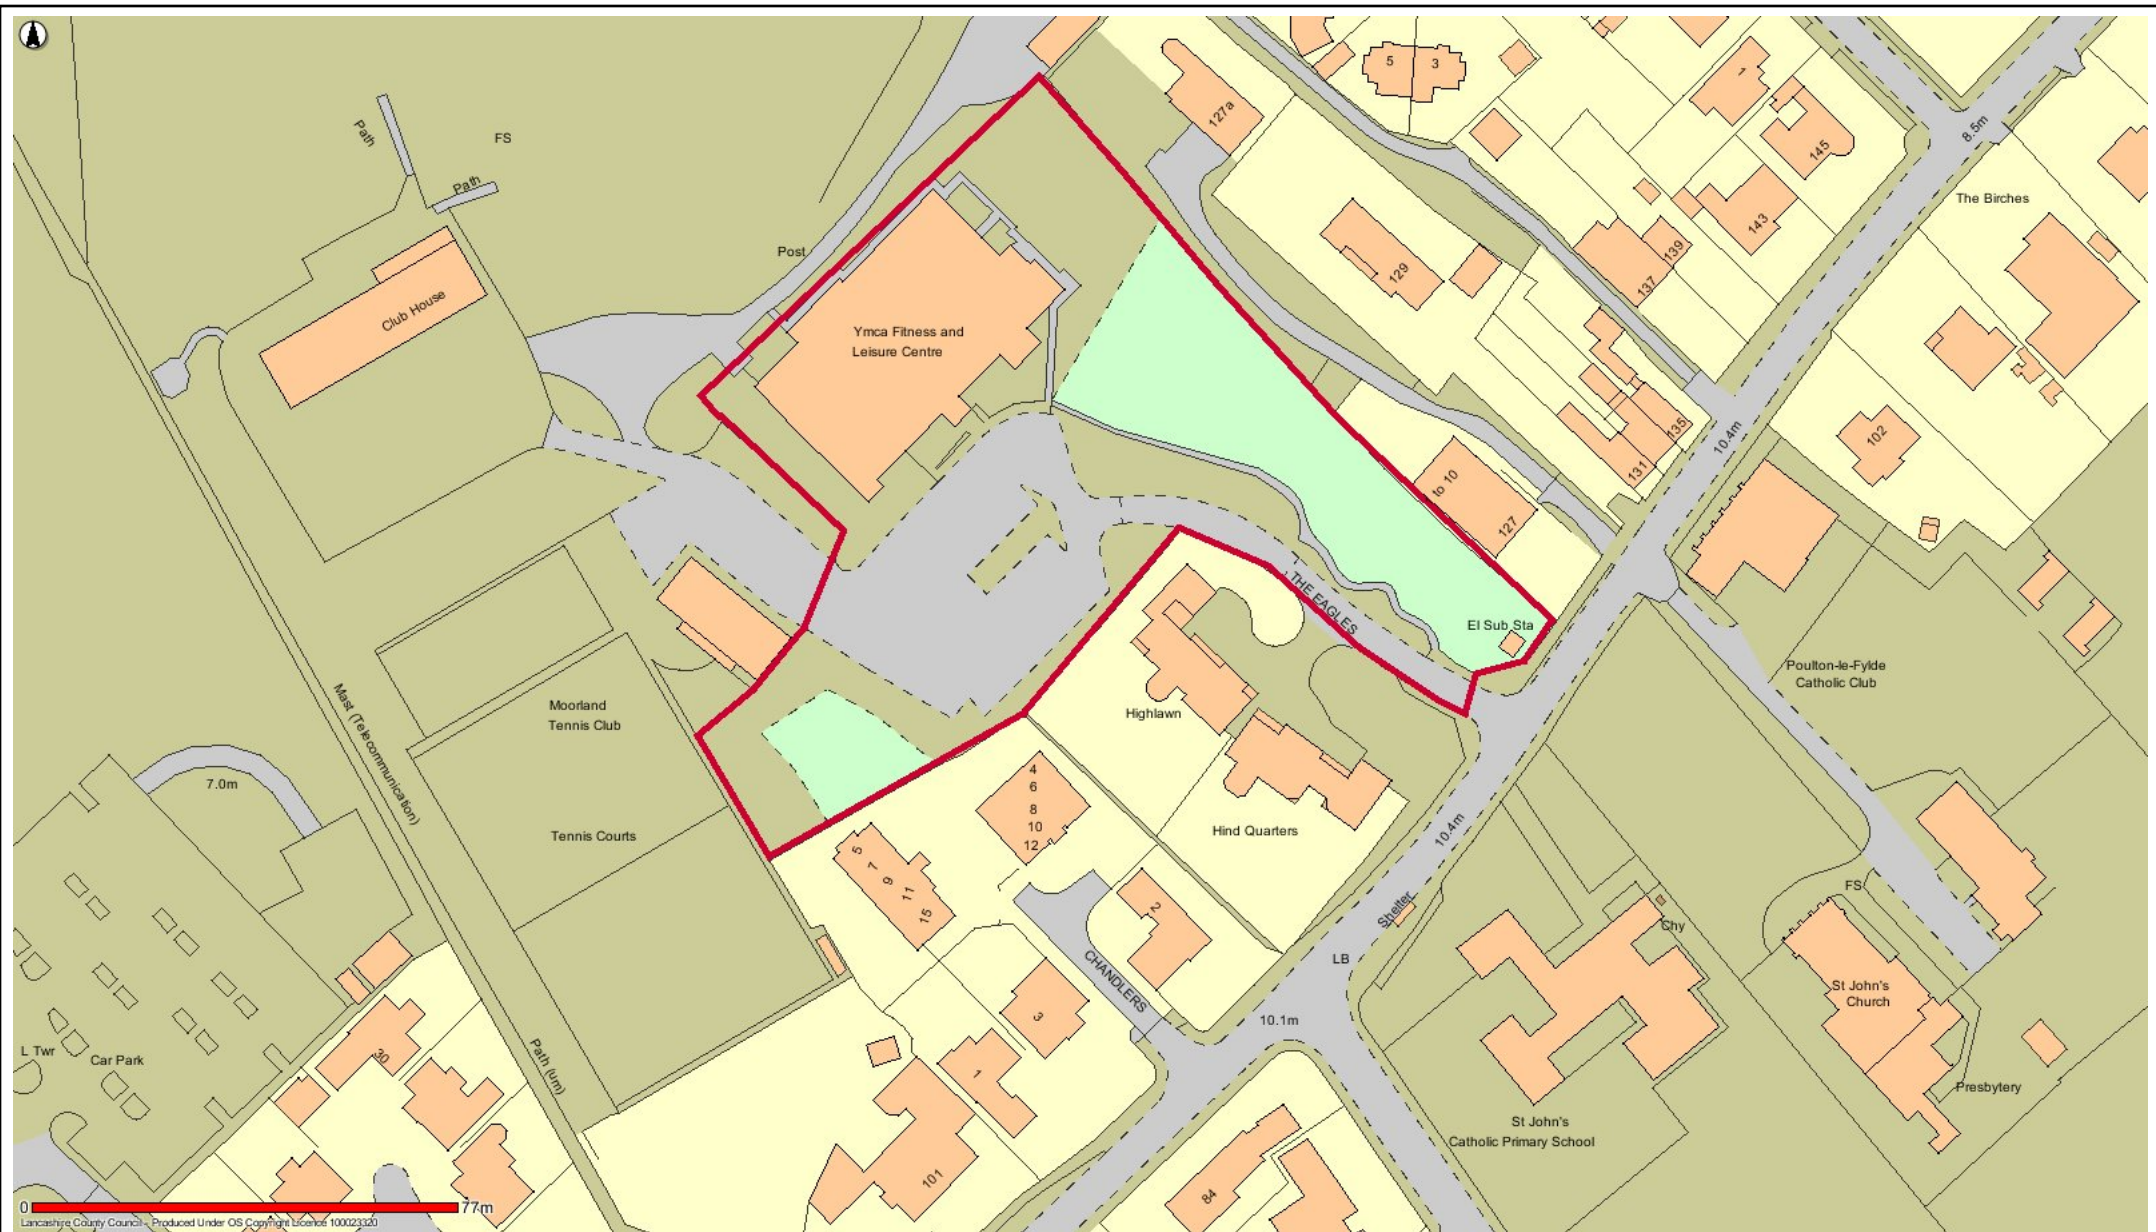 5
3
1
127a
8.5m
145
Path
FS
Path
The Birches
143
139
Post
129
137
Club House
Ymca Fitness and
Leisure Centre
135
10.4m
102
131
to 10
127
THE EAGLES
El Sub Sta
Poulton-le-Fylde
Catholic Club
Mast (Telecommunication)
Moorland
Tennis Club
Highlawn
4
6
8
10
12
7.0m
Tennis Courts
Hind Quarters
10.4m
5
7
9
11
15
2
Shelter
FS
Chy
LB
CHANDLERS
St John's
Church
3
10.1m
L Twr
Car Park
30
Path (um)
1
Presbytery
St John's
Catholic Primary School
101
84
0
77m
Lancashire County Council - Produced Under OS Copyright Licence 100023320